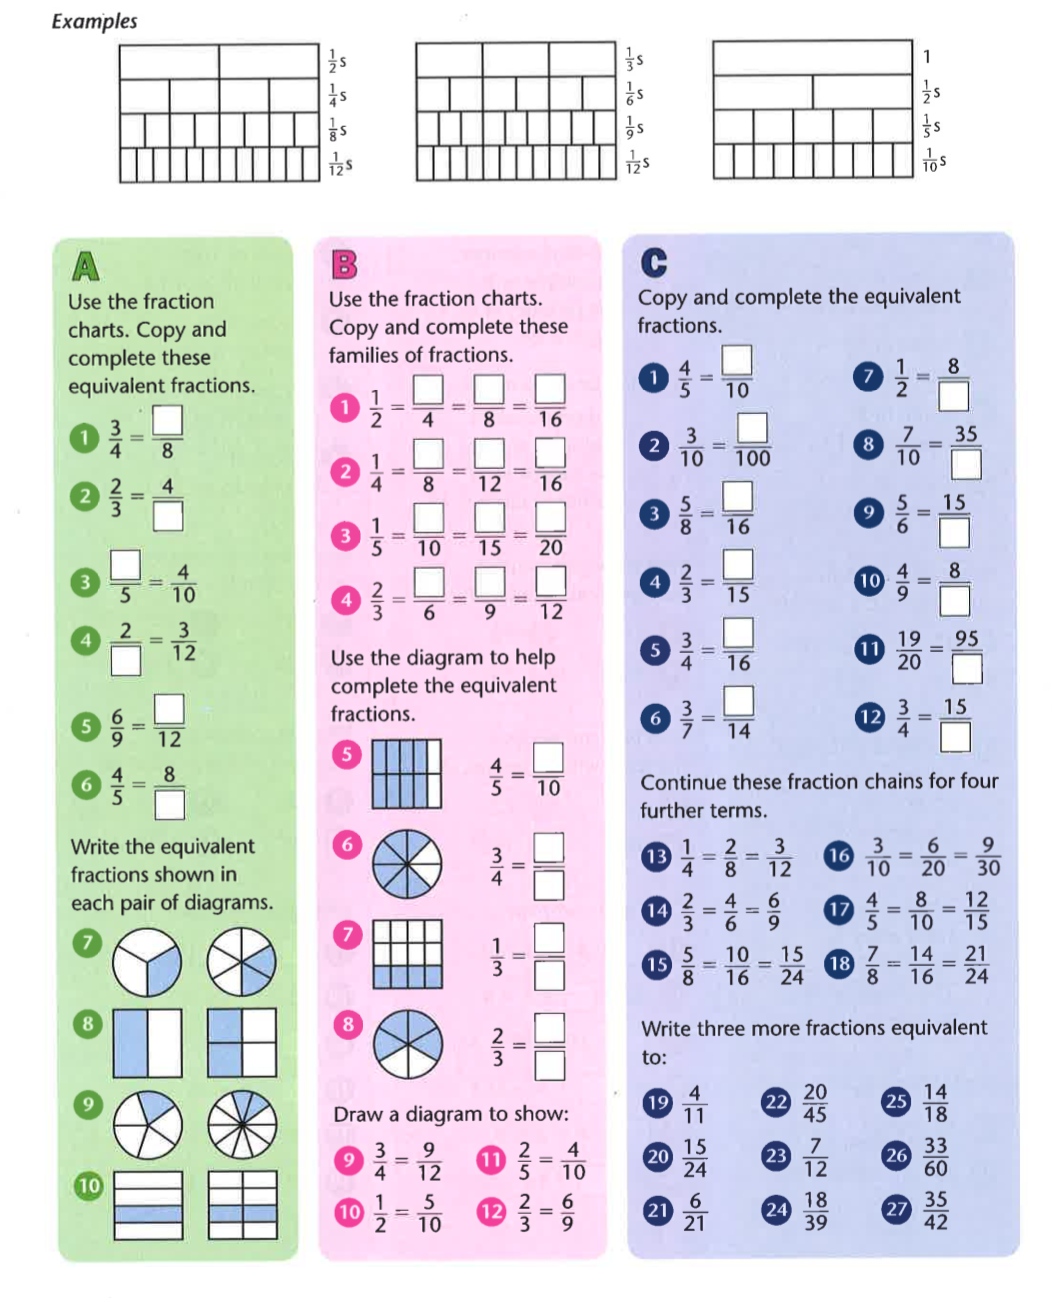 Examples
1/2 s
1/4 s
1/8 s
1/12 s
1/3 s
1/6 s
1/9 s
1/12 s
1
1/2 s
1/5 s
1/10 s
A
Use the fraction
charts. Copy and
complete these
equivalent fractions.
1 3/4 = □/8
2 2/3 = 4/□
3 □/5 = 4/10
4 2/□ = 3/12
5 6/9 = □/12
6 4/5 = 8/□
Write the equivalent
fractions shown in
each pair of diagrams.
7
8
9
10
B
Use the fraction charts.
Copy and complete these
families of fractions.
1 1/2 = □/4 = □/8 = □/16
2 1/4 = □/8 = □/12 = □/16
3 1/5 = □/10 = □/15 = □/20
4 2/3 = □/6 = □/9 = □/12
Use the diagram to help
complete the equivalent
fractions.
5 4/5 = □/10
6 3/4 = □/□
7 1/3 = □/□
8 2/3 = □/□
Draw a diagram to show:
9 3/4 = 9/12 11 2/5 = 4/10
10 1/2 = 5/10 12 2/3 = 6/9
C
Copy and complete the equivalent
fractions.
1 4/5 = □/10 7 1/2 = 8/□
2 3/10 = □/100 8 7/10 = 35/□
3 5/8 = □/16 9 5/6 = 15/□
4 2/3 = □/15 10 4/9 = 8/□
5 3/4 = □/16 11 19/20 = 95/□
6 3/7 = □/14 12 3/4 = 15/□
Continue these fraction chains for four
further terms.
13 1/4 = 2/8 = 3/12 16 3/10 = 6/20 = 9/30
14 2/3 = 4/6 = 6/9 17 4/5 = 8/10 = 12/15
15 5/8 = 10/16 = 15/24 18 7/8 = 14/16 = 21/24
Write three more fractions equivalent
to:
19 4/11 22 20/45 25 14/18
20 15/24 23 7/12 26 33/60
21 6/21 24 18/39 27 35/42